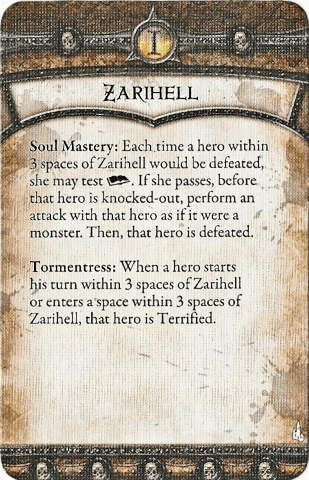 I
ZARIHELL
Soul Mastery: Each time a hero within
3 spaces of Zarihell would be defeated,
she may test . If she passes, before
that hero is knocked-out, perform an
attack with that hero as if it were a
monster. Then, that hero is defeated.
Tormentress: When a hero starts
his turn within 3 spaces of Zarihell
or enters a space within 3 spaces of
Zarihell, that hero is Terrified.